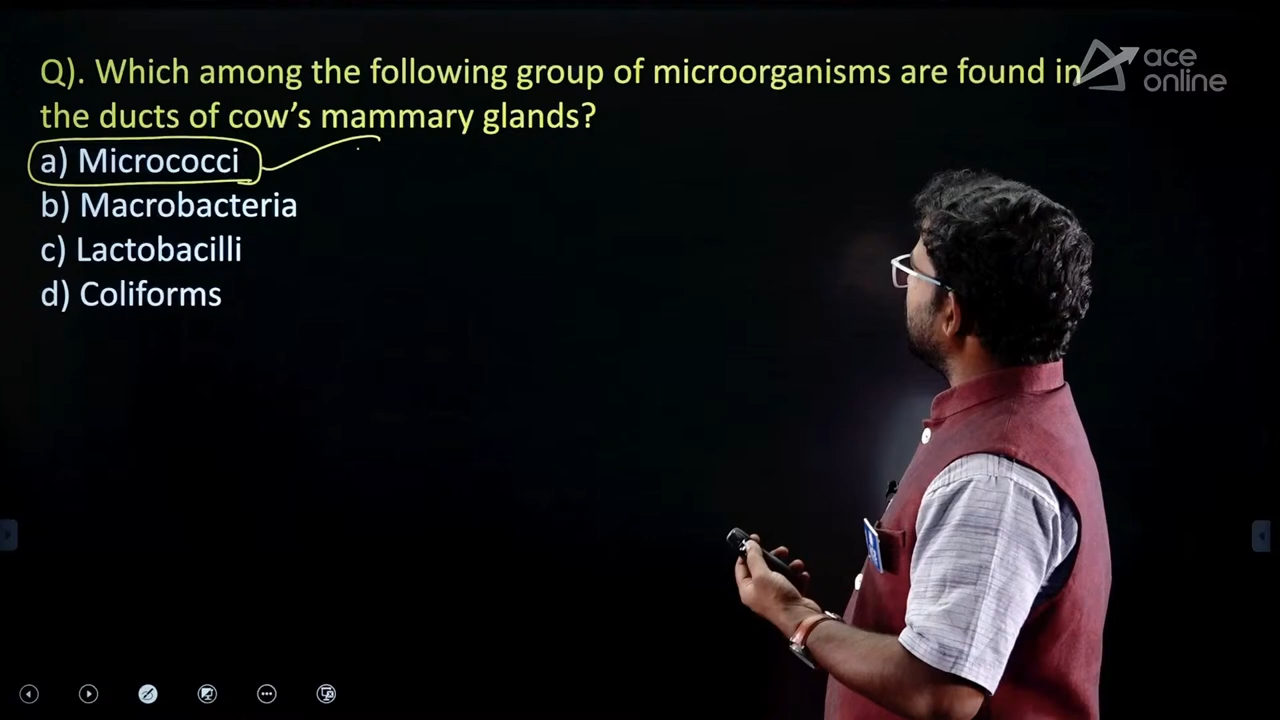 Q). Which among the following group of microorganisms are found in
the ducts of cow’s mammary glands?
a) Micrococci
b) Macrobacteria
c) Lactobacilli
d) Coliforms
ace
online